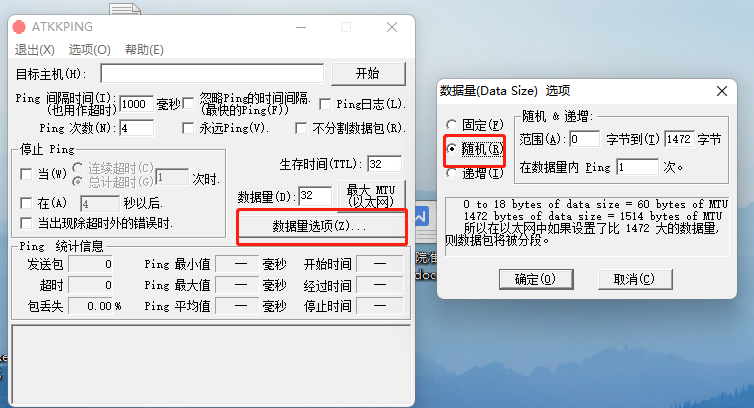 ATKKPING
退出(X) 选项(O) 帮助(E)
目标主机(H): 开始
Ping 间隔时间(I):
(也用作超时)
1000 毫秒
忽略Ping的时间间隔.
(最快的Ping(F))
Ping日志(L).
Ping 次数(N): 4
永远Ping(V).
不分割数据包(R).
停止 Ping
当(W)
连续超时(C)
总计超时(G)
1 次时.
在(A) 4 秒以后.
当出现除超时外的错误时.
生存时间(TTL): 32
数据量(D): 32
最大 MTU
(以太网)
数据量选项(Z)...
Ping 统计信息
发送包 0 Ping 最小值 — 毫秒 开始时间 —
超时 0 Ping 最大值 — 毫秒 经过时间 —
包丢失 0.00 % Ping 平均值 — 毫秒 停止时间 —
数据量(Data Size) 选项
固定(F)
随机(R)
递增(I)
随机 & 递增:
范围(A): 0 字节到(T) 1472 字节
在数据量内 Ping 1 次。
0 to 18 bytes of data size = 60 bytes of MTU
1472 bytes of data size = 1514 bytes of MTU
所以在以太网中如果设置了比 1472 大的数据量,
则数据包将被分段。
确定(O) 取消(C)
院
doc